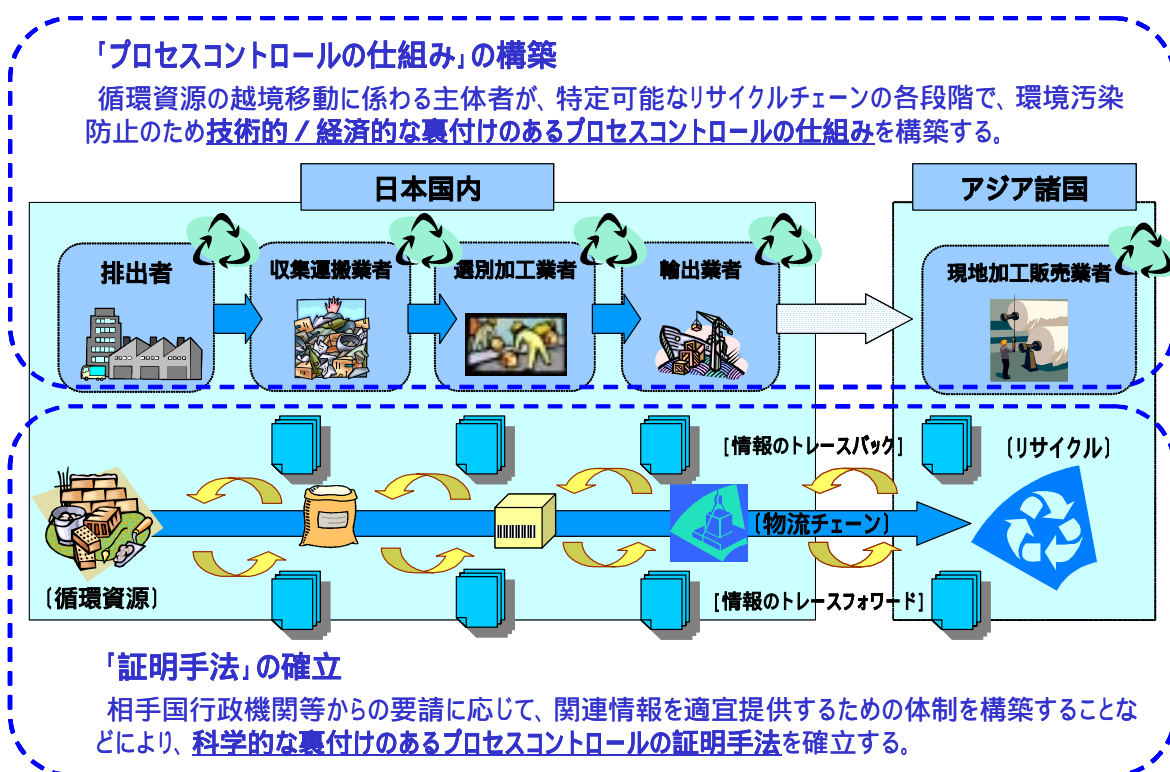 「プロセスコントロールの仕組み」の構築
循環資源の越境移動に係わる主体者が、特定可能なリサイクルチェーンの各段階で、環境汚染
防止のため技術的/経済的な裏付けのあるプロセスコントロールの仕組みを構築する。
日本国内
アジア諸国
排出者
収集運搬業者
選別加工業者
輸出業者
現地加工販売業者
[情報のトレースバック]
〔リサイクル〕
〔物流チェーン〕
〔循環資源〕
[情報のトレースフォワード]
「証明手法」の確立
相手国行政機関等からの要請に応じて、関連情報を適宜提供するための体制を構築することな
どにより、科学的な裏付けのあるプロセスコントロールの証明手法を確立する。